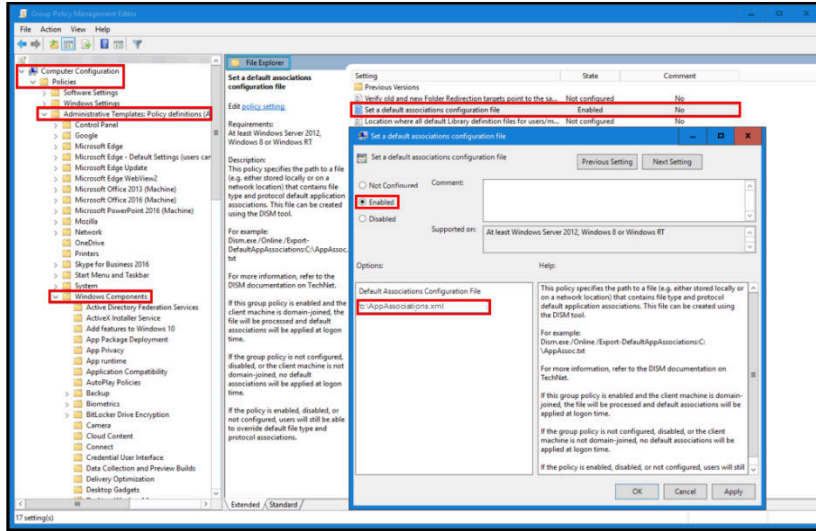 Group Policy Management Editor
File Action View Help
Computer Configuration
Policies
Software Settings
Windows Settings
Administrative Templates: Policy definitions (A
Control Panel
Google
Microsoft Edge
Microsoft Edge - Default Settings (users can
Microsoft Edge Update
Microsoft Edge WebView2
Microsoft Office 2013 (Machine)
Microsoft Office 2016 (Machine)
Microsoft PowerPoint 2016 (Machine)
Mozilla
Network
OneDrive
Printers
Skype for Business 2016
Start Menu and Taskbar
System
Windows Components
Active Directory Federation Services
ActiveX Installer Service
Add features to Windows 10
App Package Deployment
App Privacy
App runtime
Application Compatibility
AutoPlay Policies
Backup
Biometrics
BitLocker Drive Encryption
Camera
Cloud Content
Connect
Credential User Interface
Data Collection and Preview Builds
Delivery Optimization
Desktop Gadgets
17 setting(s)
File Explorer
Set a default associations
configuration file
Edit policy setting.
Requirements:
At least Windows Server 2012,
Windows 8 or Windows RT
Description:
This policy specifies the path to a file
(e.g. either stored locally or on a
network location) that contains file
type and protocol default application
associations. This file can be created
using the DISM tool.
For example:
Dism.exe /Online /Export-
DefaultAppAssociations:C:\AppAssoc.
txt
For more information, refer to the
DISM documentation on TechNet.
If this group policy is enabled and the
client machine is domain-joined, the
file will be processed and default
associations will be applied at logon
time.
If the group policy is not configured,
disabled, or the client machine is not
domain-joined, no default
associations will be applied at logon
time.
If the policy is enabled, disabled, or
not configured, users will still be able
to override default file type and
protocol associations.
Extended Standard
Setting State Comment
Previous Versions
Verify old and new Folder Redirection targets point to the sa... Not configured No
Set a default associations configuration file Enabled No
Location where all default Library definition files for users/m... Not configured No
Set a default associations configuration file
Set a default associations configuration file
Previous Setting Next Setting
Not Configured Comment:
Enabled
Disabled
Supported on: At least Windows Server 2012, Windows 8 or Windows RT
Options: Help:
Default Associations Configuration File
c:\AppAssociations.xml
This policy specifies the path to a file (e.g. either stored locally or
on a network location) that contains file type and protocol
default application associations. This file can be created using
the DISM tool.
For example:
Dism.exe /Online /Export-DefaultAppAssociations:C:
\AppAssoc.txt
For more information, refer to the DISM documentation on
TechNet.
If this group policy is enabled and the client machine is domain-
joined, the file will be processed and default associations will be
applied at logon time.
If the group policy is not configured, disabled, or the client
machine is not domain-joined, no default associations will be
applied at logon time.
If the policy is enabled, disabled, or not configured, users will still
OK Cancel Apply